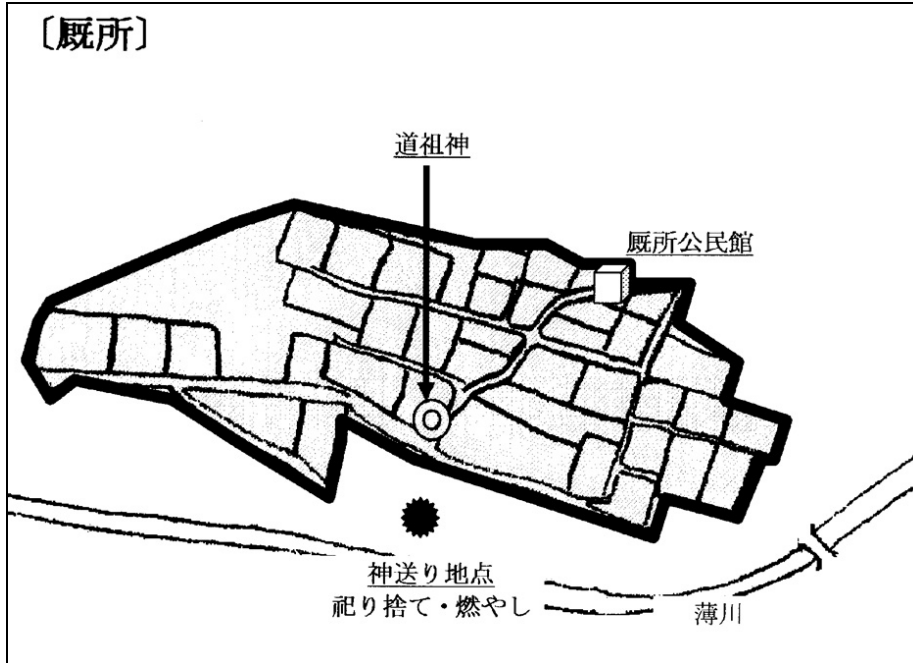 〔厩所〕
道祖神
厩所公民館
神送り地点
祀り捨て・燃やし
薄川